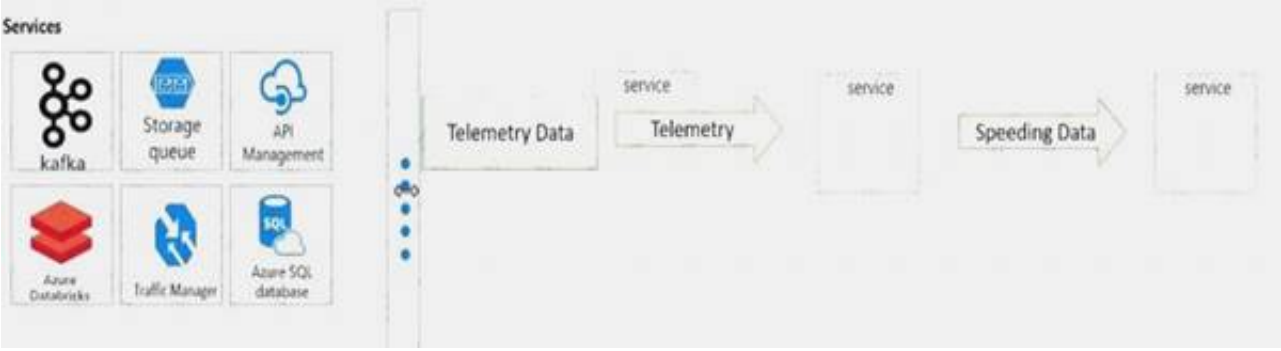 Services
kafka
Storage
queue
API
Management
Azure
Databricks
Traffic Manager
SQL
Azure SQL
database
Telemetry Data
service
Telemetry
service
Speeding Data
service